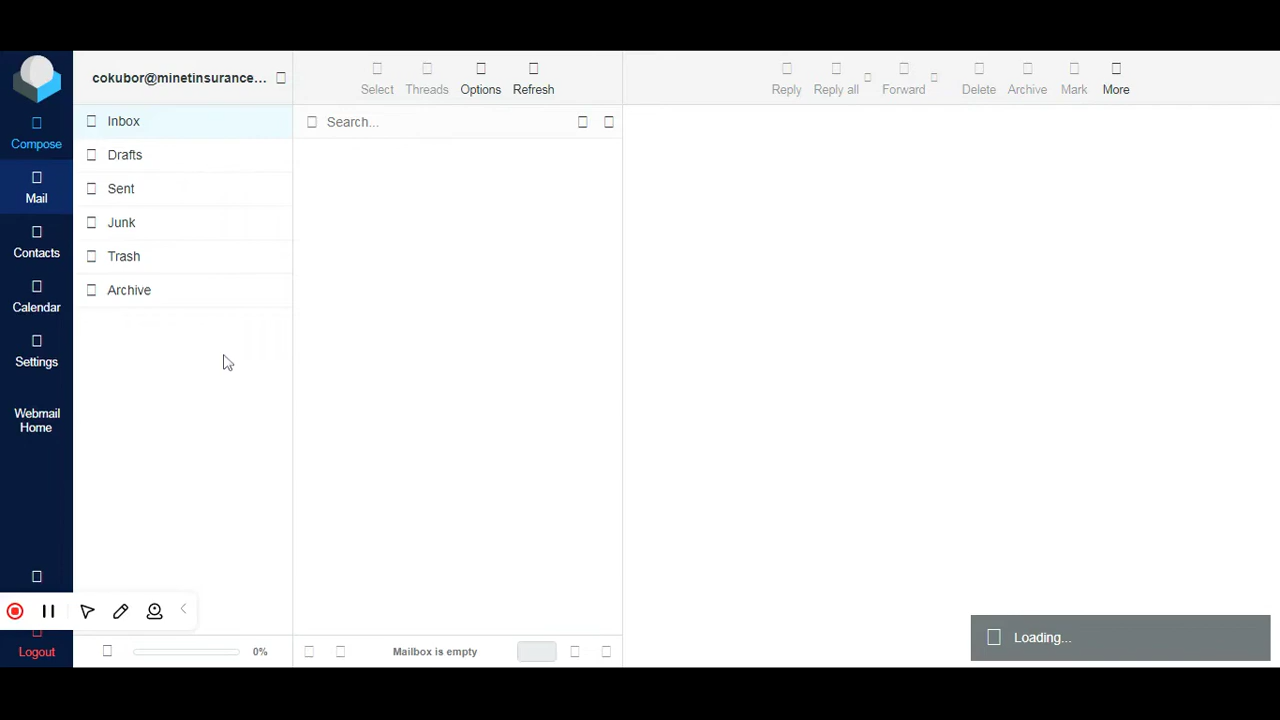 cokubor@minetinsurance...
Compose
Mail
Contacts
Calendar
Settings
Webmail
Home
Logout
Inbox
Drafts
Sent
Junk
Trash
Archive
0%
Select
Threads
Options
Refresh
Search...
Mailbox is empty
Reply
Reply all
Forward
Delete
Archive
Mark
More
Loading...